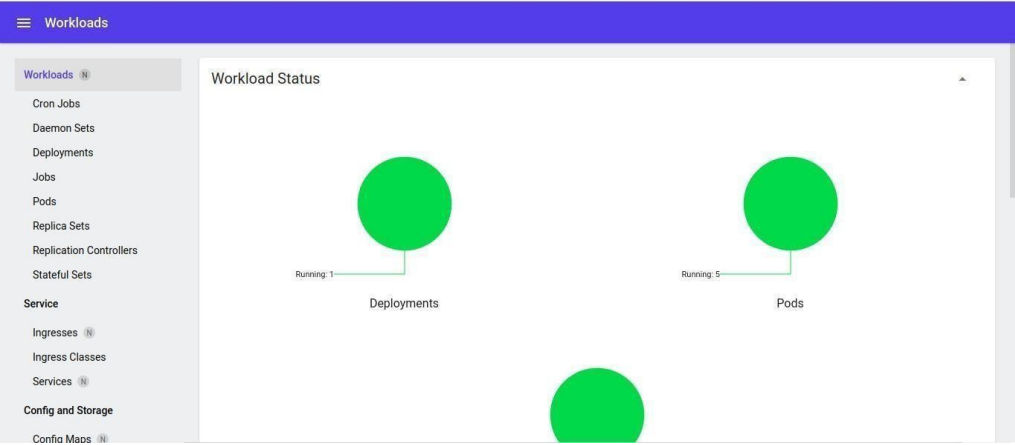 Workloads
Workloads N
Cron Jobs
Daemon Sets
Deployments
Jobs
Pods
Replica Sets
Replication Controllers
Stateful Sets
Service
Ingresses N
Ingress Classes
Services N
Config and Storage
Config Maps N
Workload Status
Running: 1
Deployments
Running: 5
Pods